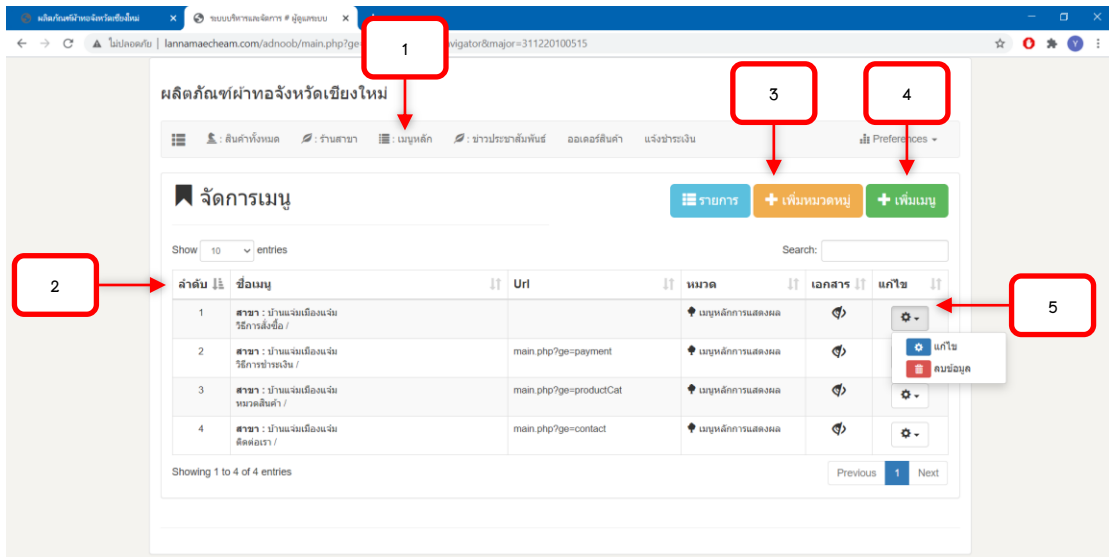 ผลิตภัณฑ์ผ้าทอจังหวัดเชียงใหม่
ระบบบริหารและจัดการ # ผู้ดูแลระบบ
ไม่ปลอดภัย | lannamaecheam.com/adnoob/main.php?ge= vigator&major=311220100515
Y
1
ผลิตภัณฑ์ผ้าทอจังหวัดเชียงใหม่
3
4
: สินค้าทั้งหมด : ร้านสาขา : เมนูหลัก : ข่าวประชาสัมพันธ์ ออเดอร์สินค้า แจ้งชำระเงิน Preferences
จัดการเมนู
รายการ เพิ่มหมวดหมู่ เพิ่มเมนู
Show 10 entries Search:
2
ลำดับ ชื่อเมนู Url หมวด เอกสาร แก้ไข
5
1 สาขา : บ้านแจ่มเมืองแจ่ม เมนูหลักการแสดงผล
วิธีการสั่งซื้อ /
แก้ไข
ลบข้อมูล
2 สาขา : บ้านแจ่มเมืองแจ่ม main.php?ge=payment เมนูหลักการแสดงผล
วิธีการชำระเงิน /
3 สาขา : บ้านแจ่มเมืองแจ่ม main.php?ge=productCat เมนูหลักการแสดงผล
หมวดสินค้า /
4 สาขา : บ้านแจ่มเมืองแจ่ม main.php?ge=contact เมนูหลักการแสดงผล
ติดต่อเรา /
Showing 1 to 4 of 4 entries Previous 1 Next